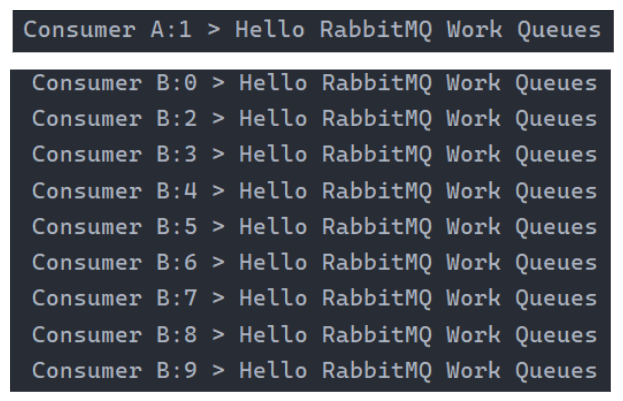 Consumer A:1 > Hello RabbitMQ Work Queues
Consumer B:0 > Hello RabbitMQ Work Queues
Consumer B:2 > Hello RabbitMQ Work Queues
Consumer B:3 > Hello RabbitMQ Work Queues
Consumer B:4 > Hello RabbitMQ Work Queues
Consumer B:5 > Hello RabbitMQ Work Queues
Consumer B:6 > Hello RabbitMQ Work Queues
Consumer B:7 > Hello RabbitMQ Work Queues
Consumer B:8 > Hello RabbitMQ Work Queues
Consumer B:9 > Hello RabbitMQ Work Queues